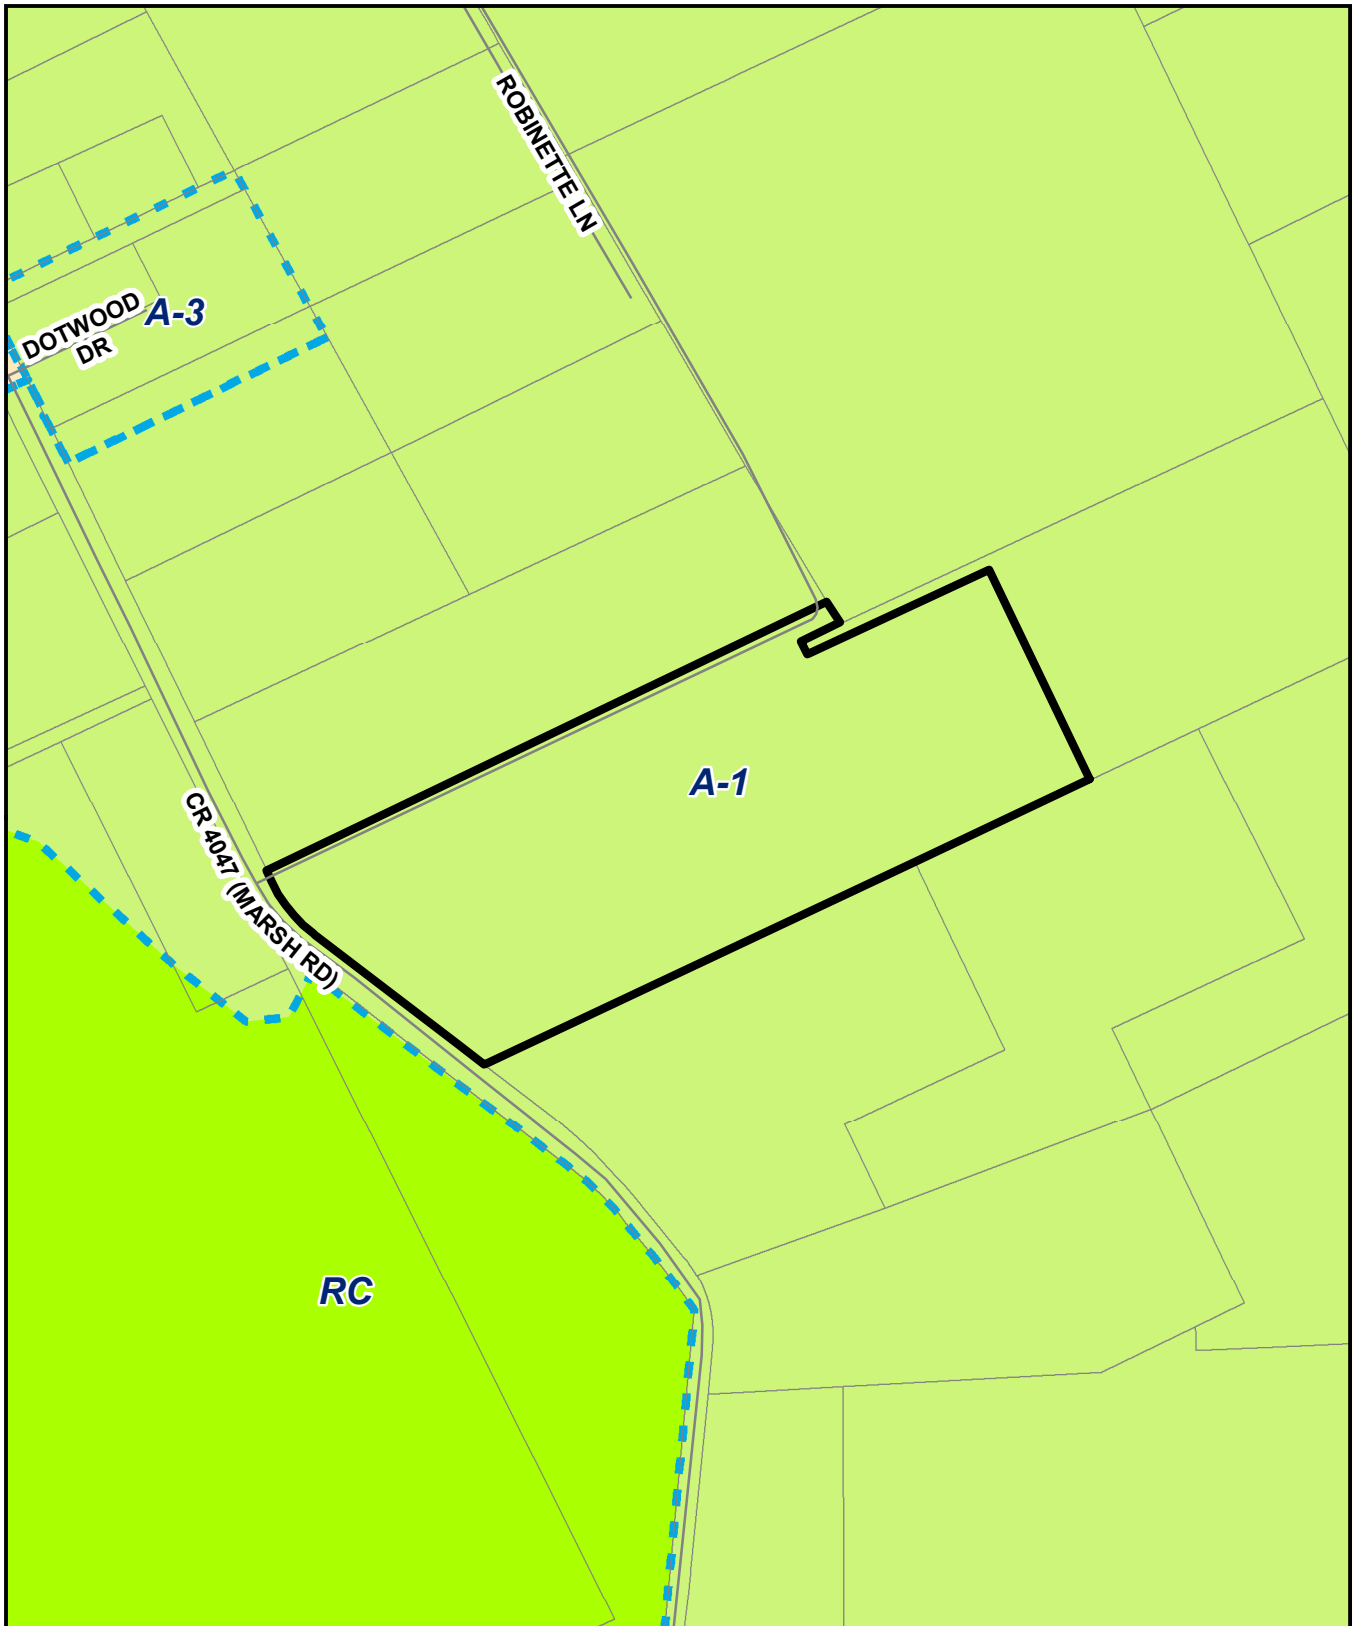 ROBINETTE LN
A-3
DOTWOOD
DR
A-1
CR 4047 (MARSH RD)
RC